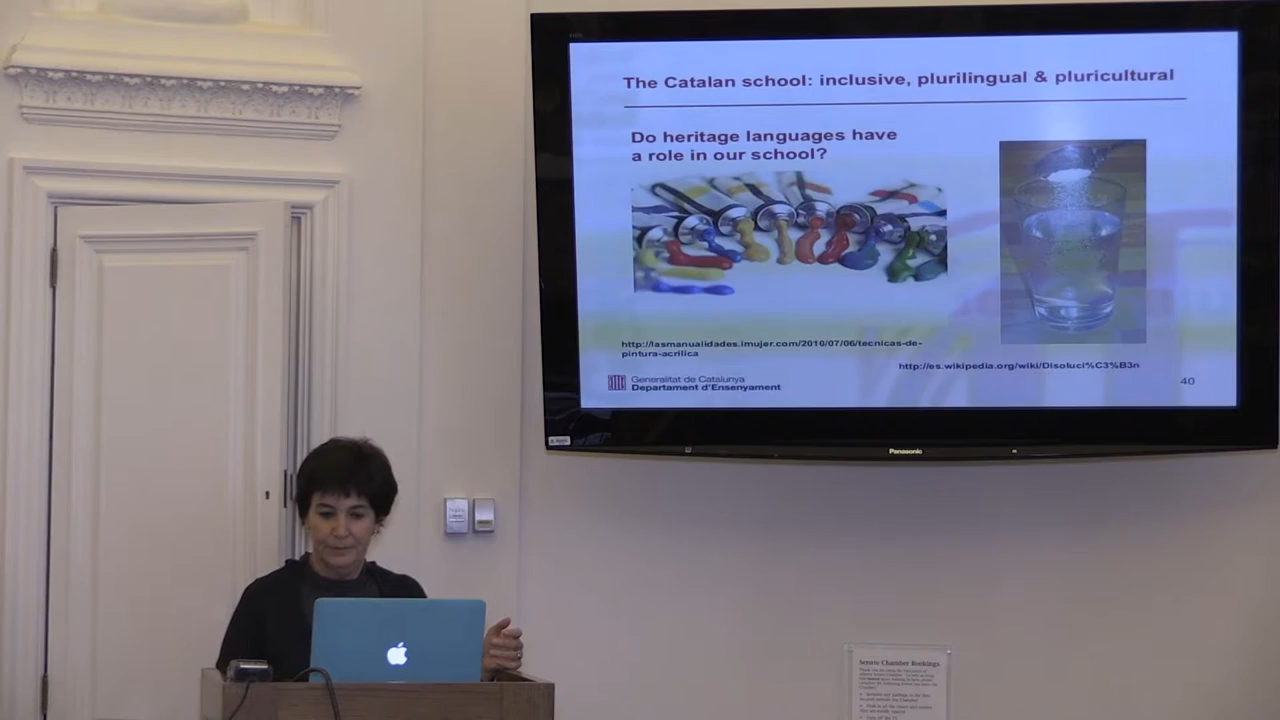 The Catalan school: inclusive, plurilingual & pluricultural
Do heritage languages have
a role in our school?
http://lasmanualidades.imujer.com/2010/07/06/tecnicas-de-
pintura-acrilica
http://es.wikipedia.org/wiki/Disoluci%C3%B3n
Generalitat de Catalunya
Departament d'Ensenyament
40
Panasonic
Senate Chamber Bookings